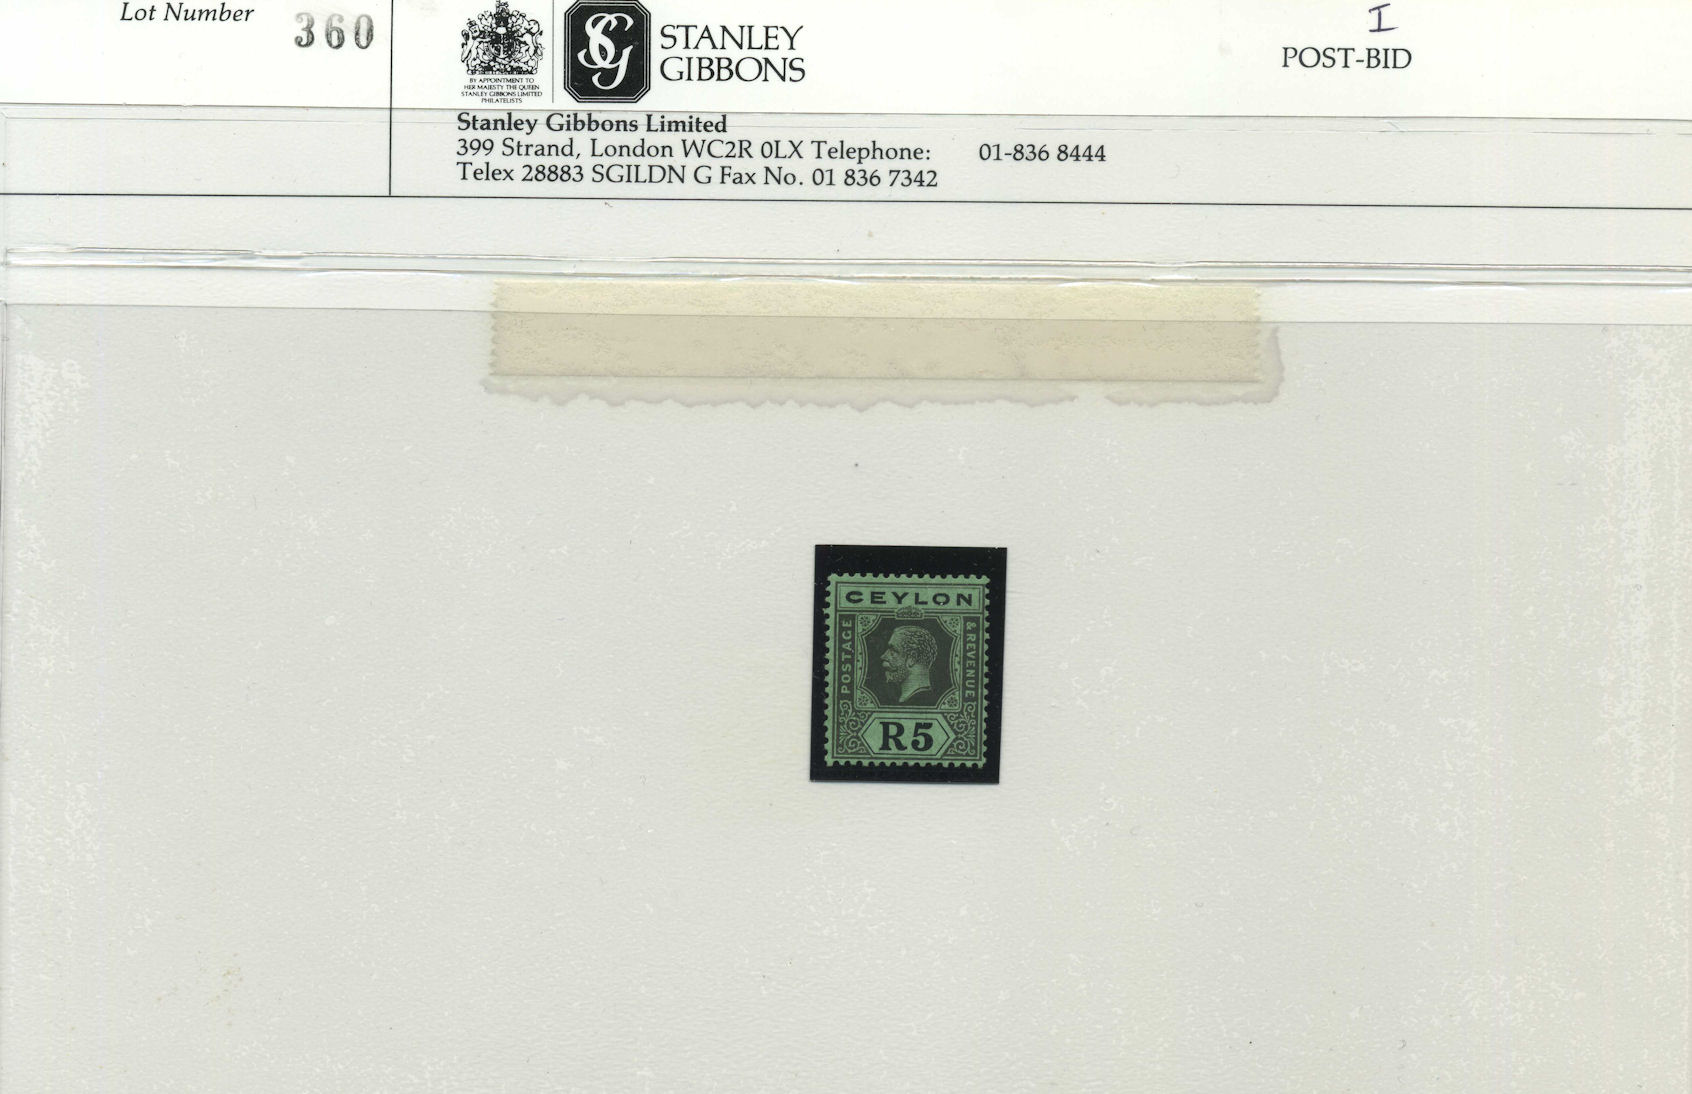 Lot Number
360
BY APPOINTMENT TO
HER MAJESTY THE QUEEN
STANLEY GIBBONS LIMITED
PHILATELISTS
SG
STANLEY
GIBBONS
I
POST-BID
Stanley Gibbons Limited
399 Strand, London WC2R 0LX Telephone: 01-836 8444
Telex 28883 SGILDN G Fax No. 01 836 7342
CEYLON
POSTAGE
& REVENUE
R5